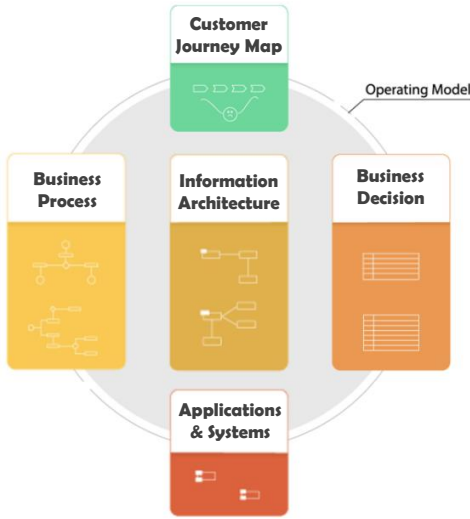 Customer
Journey Map
Operating Model
Business
Process
Information
Architecture
Business
Decision
Applications
& Systems